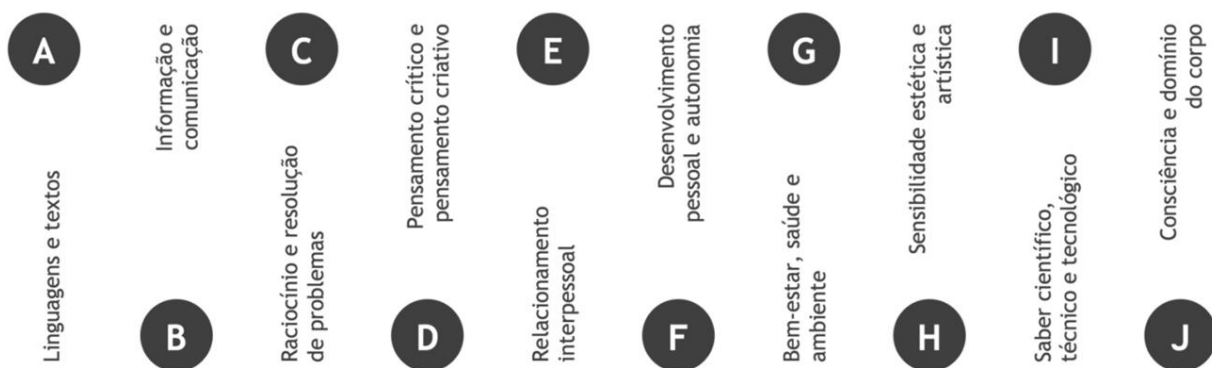 A
Linguagens e textos
B
Informação e
comunicação
C
Raciocínio e resolução
de problemas
D
Pensamento crítico e
pensamento criativo
E
Relacionamento
interpessoal
F
Desenvolvimento
pessoal e autonomia
G
Bem-estar, saúde e
ambiente
H
Sensibilidade estética e
artística
I
Saber científico,
técnico e tecnológico
J
Consciência e domínio
do corpo